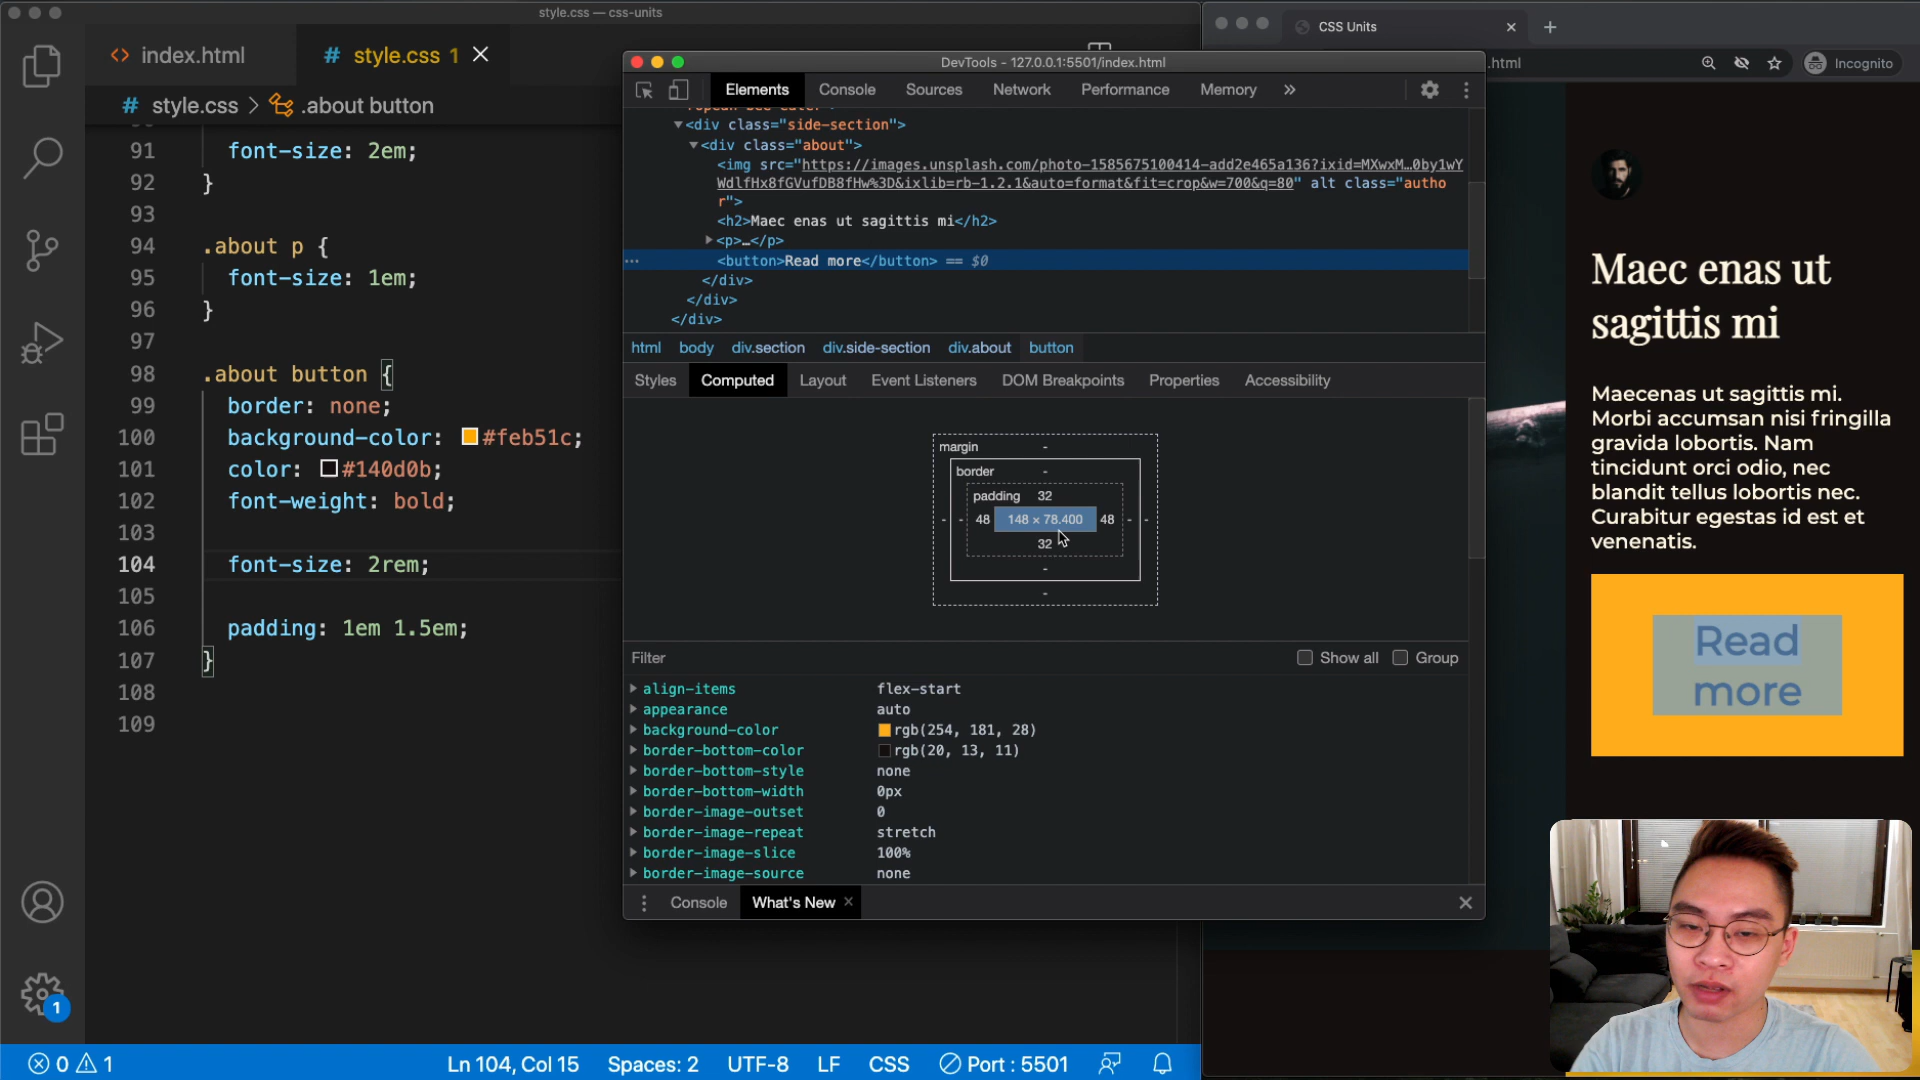 style.css — css-units
index.html
# style.css 1
# style.css > .about button
91 font-size: 2em;
92 }
93
94 .about p {
95 font-size: 1em;
96 }
97
98 .about button {
99 border: none;
100 background-color: #feb51c;
101 color: #140d0b;
102 font-weight: bold;
103
104 font-size: 2rem;
105
106 padding: 1em 1.5em;
107 }
108
109
1
0 1
Ln 104, Col 15 Spaces: 2 UTF-8 LF CSS Port : 5501
DevTools - 127.0.0.1:5501/index.html
Elements Console Sources Network Performance Memory »
<div class="side-section">
<div class="about">
<img src="https://images.unsplash.com/photo-1585675100414-add2e465a136?ixid=MXwxM…0by1wY
WdlfHx8fGVufDB8fHw%3D&ixlib=rb-1.2.1&auto=format&fit=crop&w=700&q=80" alt class="autho
r">
<h2>Maec enas ut sagittis mi</h2>
<p>…</p>
… <button>Read more</button> == $0
</div>
</div>
</div>
html body div.section div.side-section div.about button
Styles Computed Layout Event Listeners DOM Breakpoints Properties Accessibility
margin -
border -
padding 32
- - 48 148 × 78.400 48 - -
32
-
-
Filter Show all Group
align-items flex-start
appearance auto
background-color rgb(254, 181, 28)
border-bottom-color rgb(20, 13, 11)
border-bottom-style none
border-bottom-width 0px
border-image-outset 0
border-image-repeat stretch
border-image-slice 100%
border-image-source none
Console What's New ×
CSS Units
.html Incognito
Maec enas ut
sagittis mi
Maecenas ut sagittis mi.
Morbi accumsan nisi fringilla
gravida lobortis. Nam
tincidunt orci odio, nec
blandit tellus lobortis nec.
Curabitur egestas id est et
venenatis.
Read
more